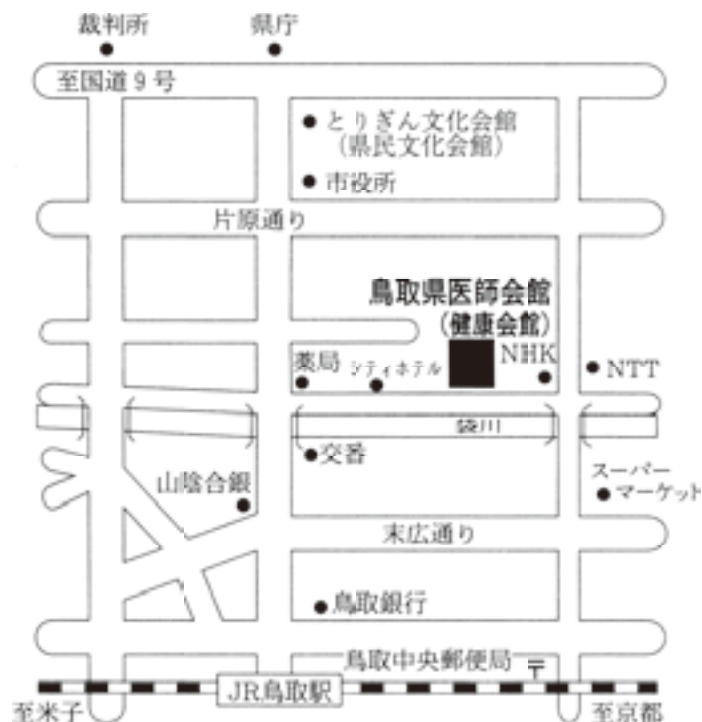 裁判所
県庁
至国道9号
とりぎん文化会館
(県民文化会館)
市役所
片原通り
鳥取県医師会館
(健康会館)
薬局
シティホテル
NHK
NTT
袋川
交番
山陰合銀
スーパー
マーケット
末広通り
鳥取銀行
鳥取中央郵便局
〒
JR鳥取駅
至米子
至京都